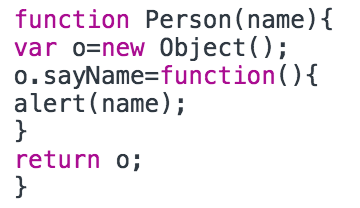 function Person(name){
var o=new Object();
o.sayName=function(){
alert(name);
}
return o;
}